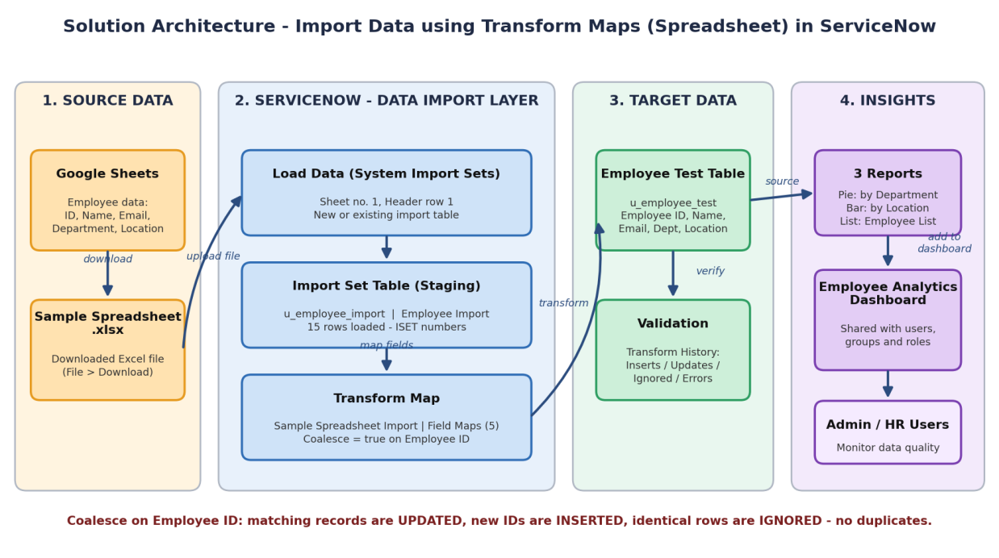 Solution Architecture - Import Data using Transform Maps (Spreadsheet) in ServiceNow
1. SOURCE DATA
Google Sheets
Employee data:
ID, Name, Email,
Department, Location
download
Sample Spreadsheet
.xlsx
Downloaded Excel file
(File > Download)
upload file
2. SERVICENOW - DATA IMPORT LAYER
Load Data (System Import Sets)
Sheet no. 1, Header row 1
New or existing import table
Import Set Table (Staging)
u_employee_import | Employee Import
15 rows loaded - ISET numbers
map fields
Transform Map
Sample Spreadsheet Import | Field Maps (5)
Coalesce = true on Employee ID
transform
3. TARGET DATA
Employee Test Table
u_employee_test
Employee ID, Name,
Email, Dept, Location
verify
Validation
Transform History:
Inserts / Updates /
Ignored / Errors
source
4. INSIGHTS
3 Reports
Pie: by Department
Bar: by Location
List: Employee List
add to
dashboard
Employee Analytics
Dashboard
Shared with users,
groups and roles
Admin / HR Users
Monitor data quality
Coalesce on Employee ID: matching records are UPDATED, new IDs are INSERTED, identical rows are IGNORED - no duplicates.